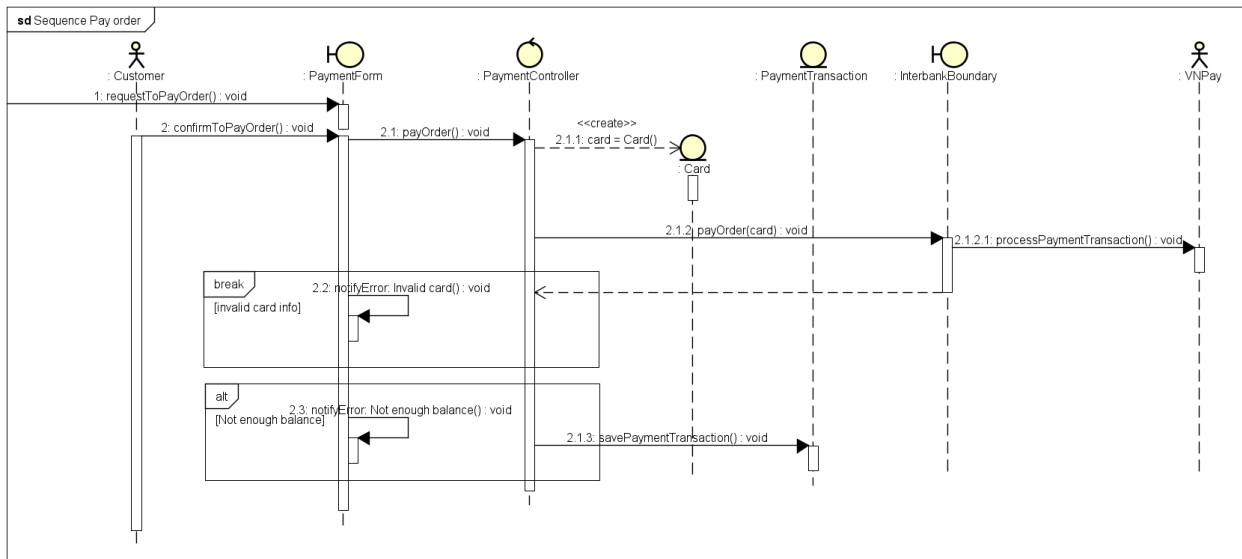 sd Sequence Pay order
: Customer
: PaymentForm
: PaymentController
: PaymentTransaction
: InterbankBoundary
: VNPay
1: requestToPayOrder() : void
2: confirmToPayOrder() : void
2.1: payOrder() : void
<<create>>
2.1.1: card = Card()
: Card
2.1.2: payOrder(card) : void
2.1.2.1: processPaymentTransaction() : void
break
2.2: notifyError: Invalid card() : void
[invalid card info]
alt
2.3: notifyError: Not enough balance() : void
[Not enough balance]
2.1.3: savePaymentTransaction() : void